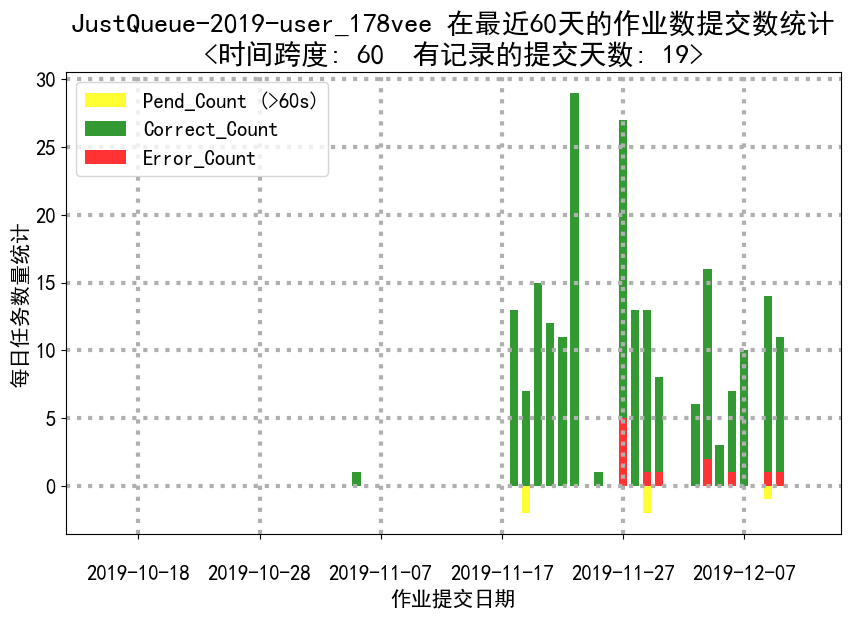 JustQueue-2019-user_178vee 在最近60天的作业数提交数统计
<时间跨度: 60  有记录的提交天数: 19>
30
25
20
15
10
5
0
Pend_Count (>60s)
Correct_Count
Error_Count
每日任务数量统计
2019-10-18
2019-10-28
2019-11-07
2019-11-17
2019-11-27
2019-12-07
作业提交日期